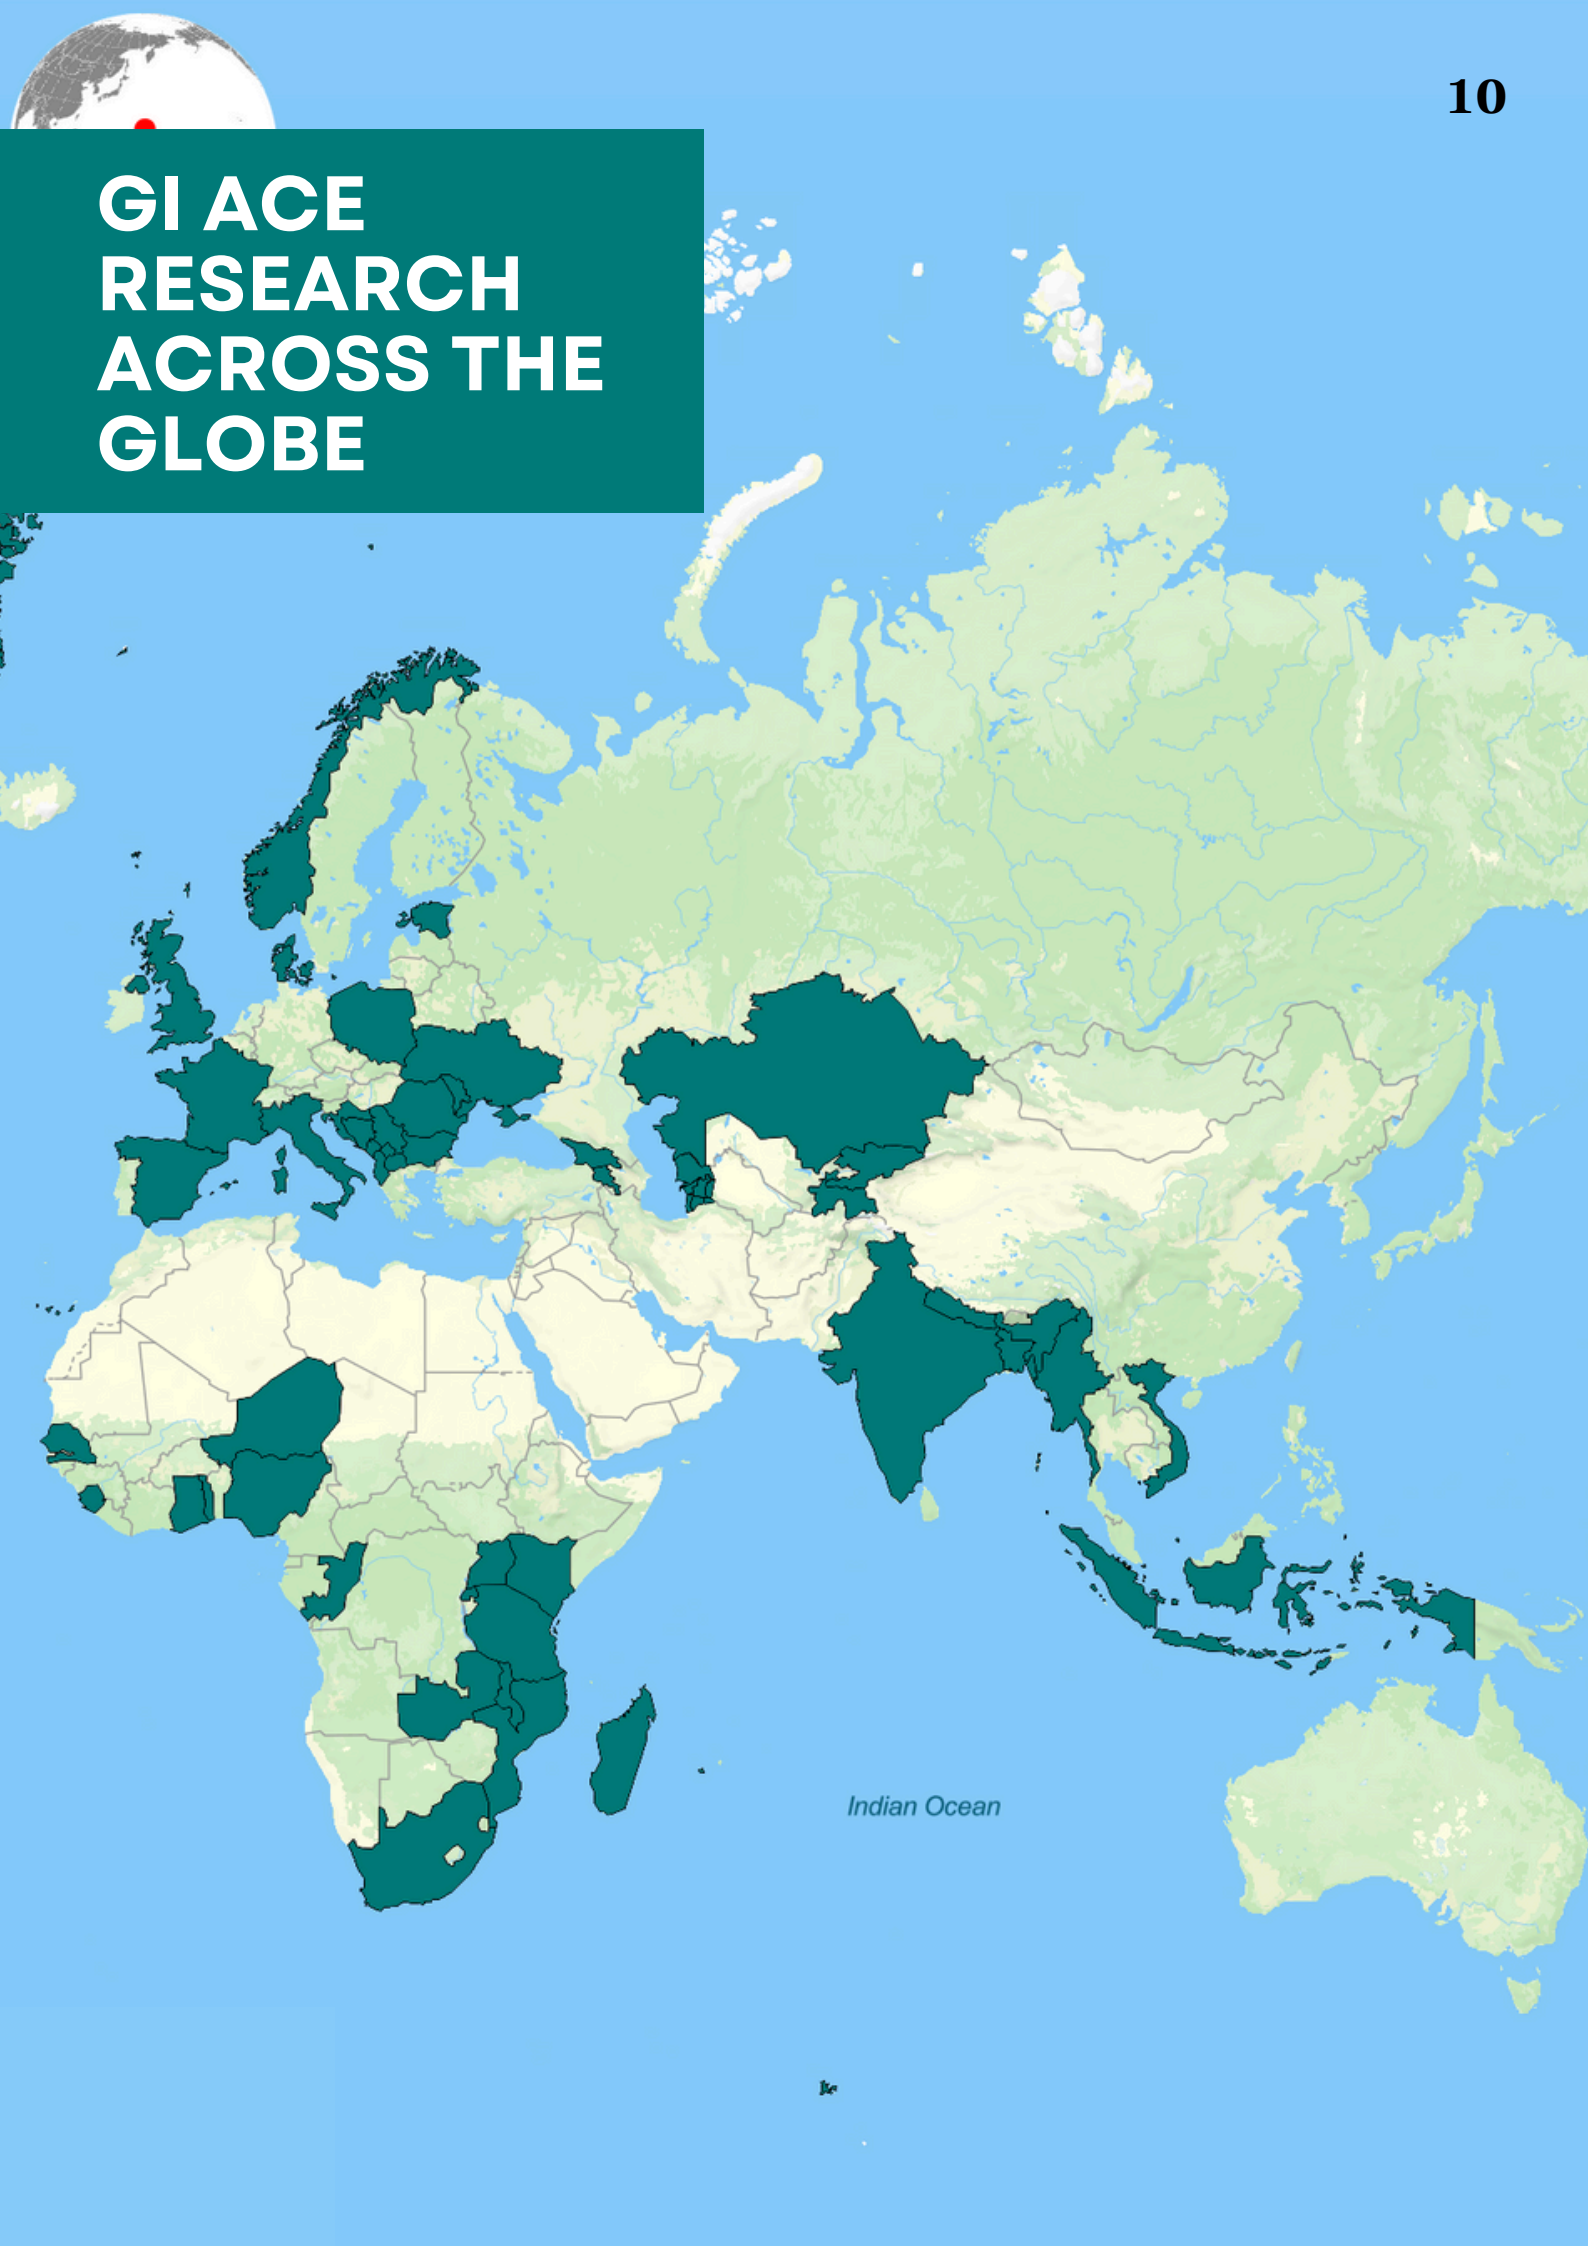 10
GI ACE
RESEARCH
ACROSS THE
GLOBE
Indian Ocean